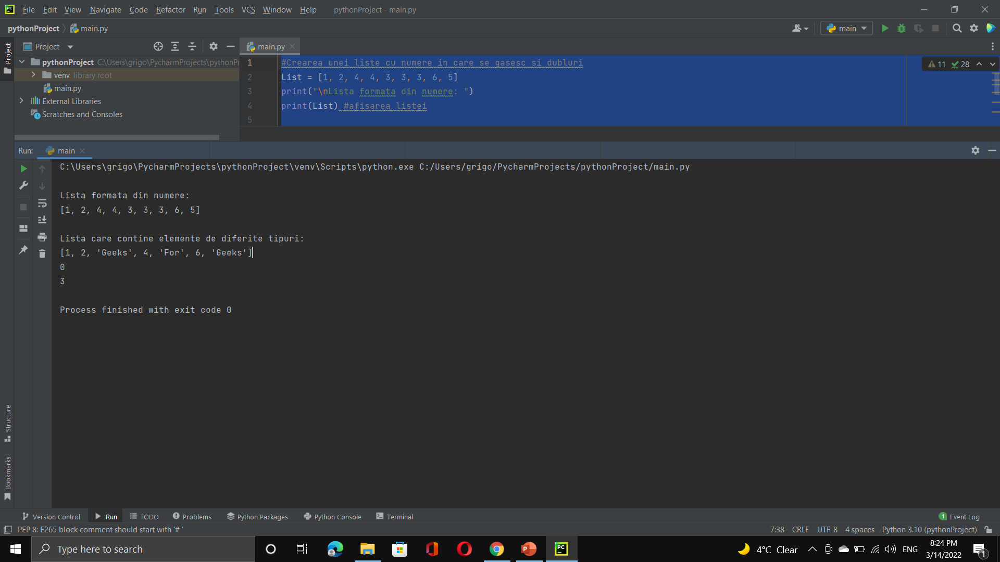 File Edit View Navigate Code Refactor Run Tools VCS Window Help pythonProject - main.py
pythonProject main.py main
Project
Project main.py
pythonProject C:\Users\grigo\PycharmProjects\pythonPr
venv library root
main.py
External Libraries
Scratches and Consoles
1 #Crearea unei liste cu numere in care se gasesc si dubluri
2 List = [1, 2, 4, 4, 3, 3, 3, 6, 5]
3 print("\nLista formata din numere: ")
4 print(List) #afisarea listei
5
11 28
Run: main
C:\Users\grigo\PycharmProjects\pythonProject\venv\Scripts\python.exe C:/Users/grigo/PycharmProjects/pythonProject/main.py
Lista formata din numere:
[1, 2, 4, 4, 3, 3, 3, 6, 5]
Lista care contine elemente de diferite tipuri:
[1, 2, 'Geeks', 4, 'For', 6, 'Geeks']
0
3
Process finished with exit code 0
Structure
Bookmarks
Version Control Run TODO Problems Python Packages Python Console Terminal 1 Event Log
PEP 8: E265 block comment should start with '# ' 7:38 CRLF UTF-8 4 spaces Python 3.10 (pythonProject)
Type here to search 4°C Clear ENG 8:24 PM
3/14/2022
1